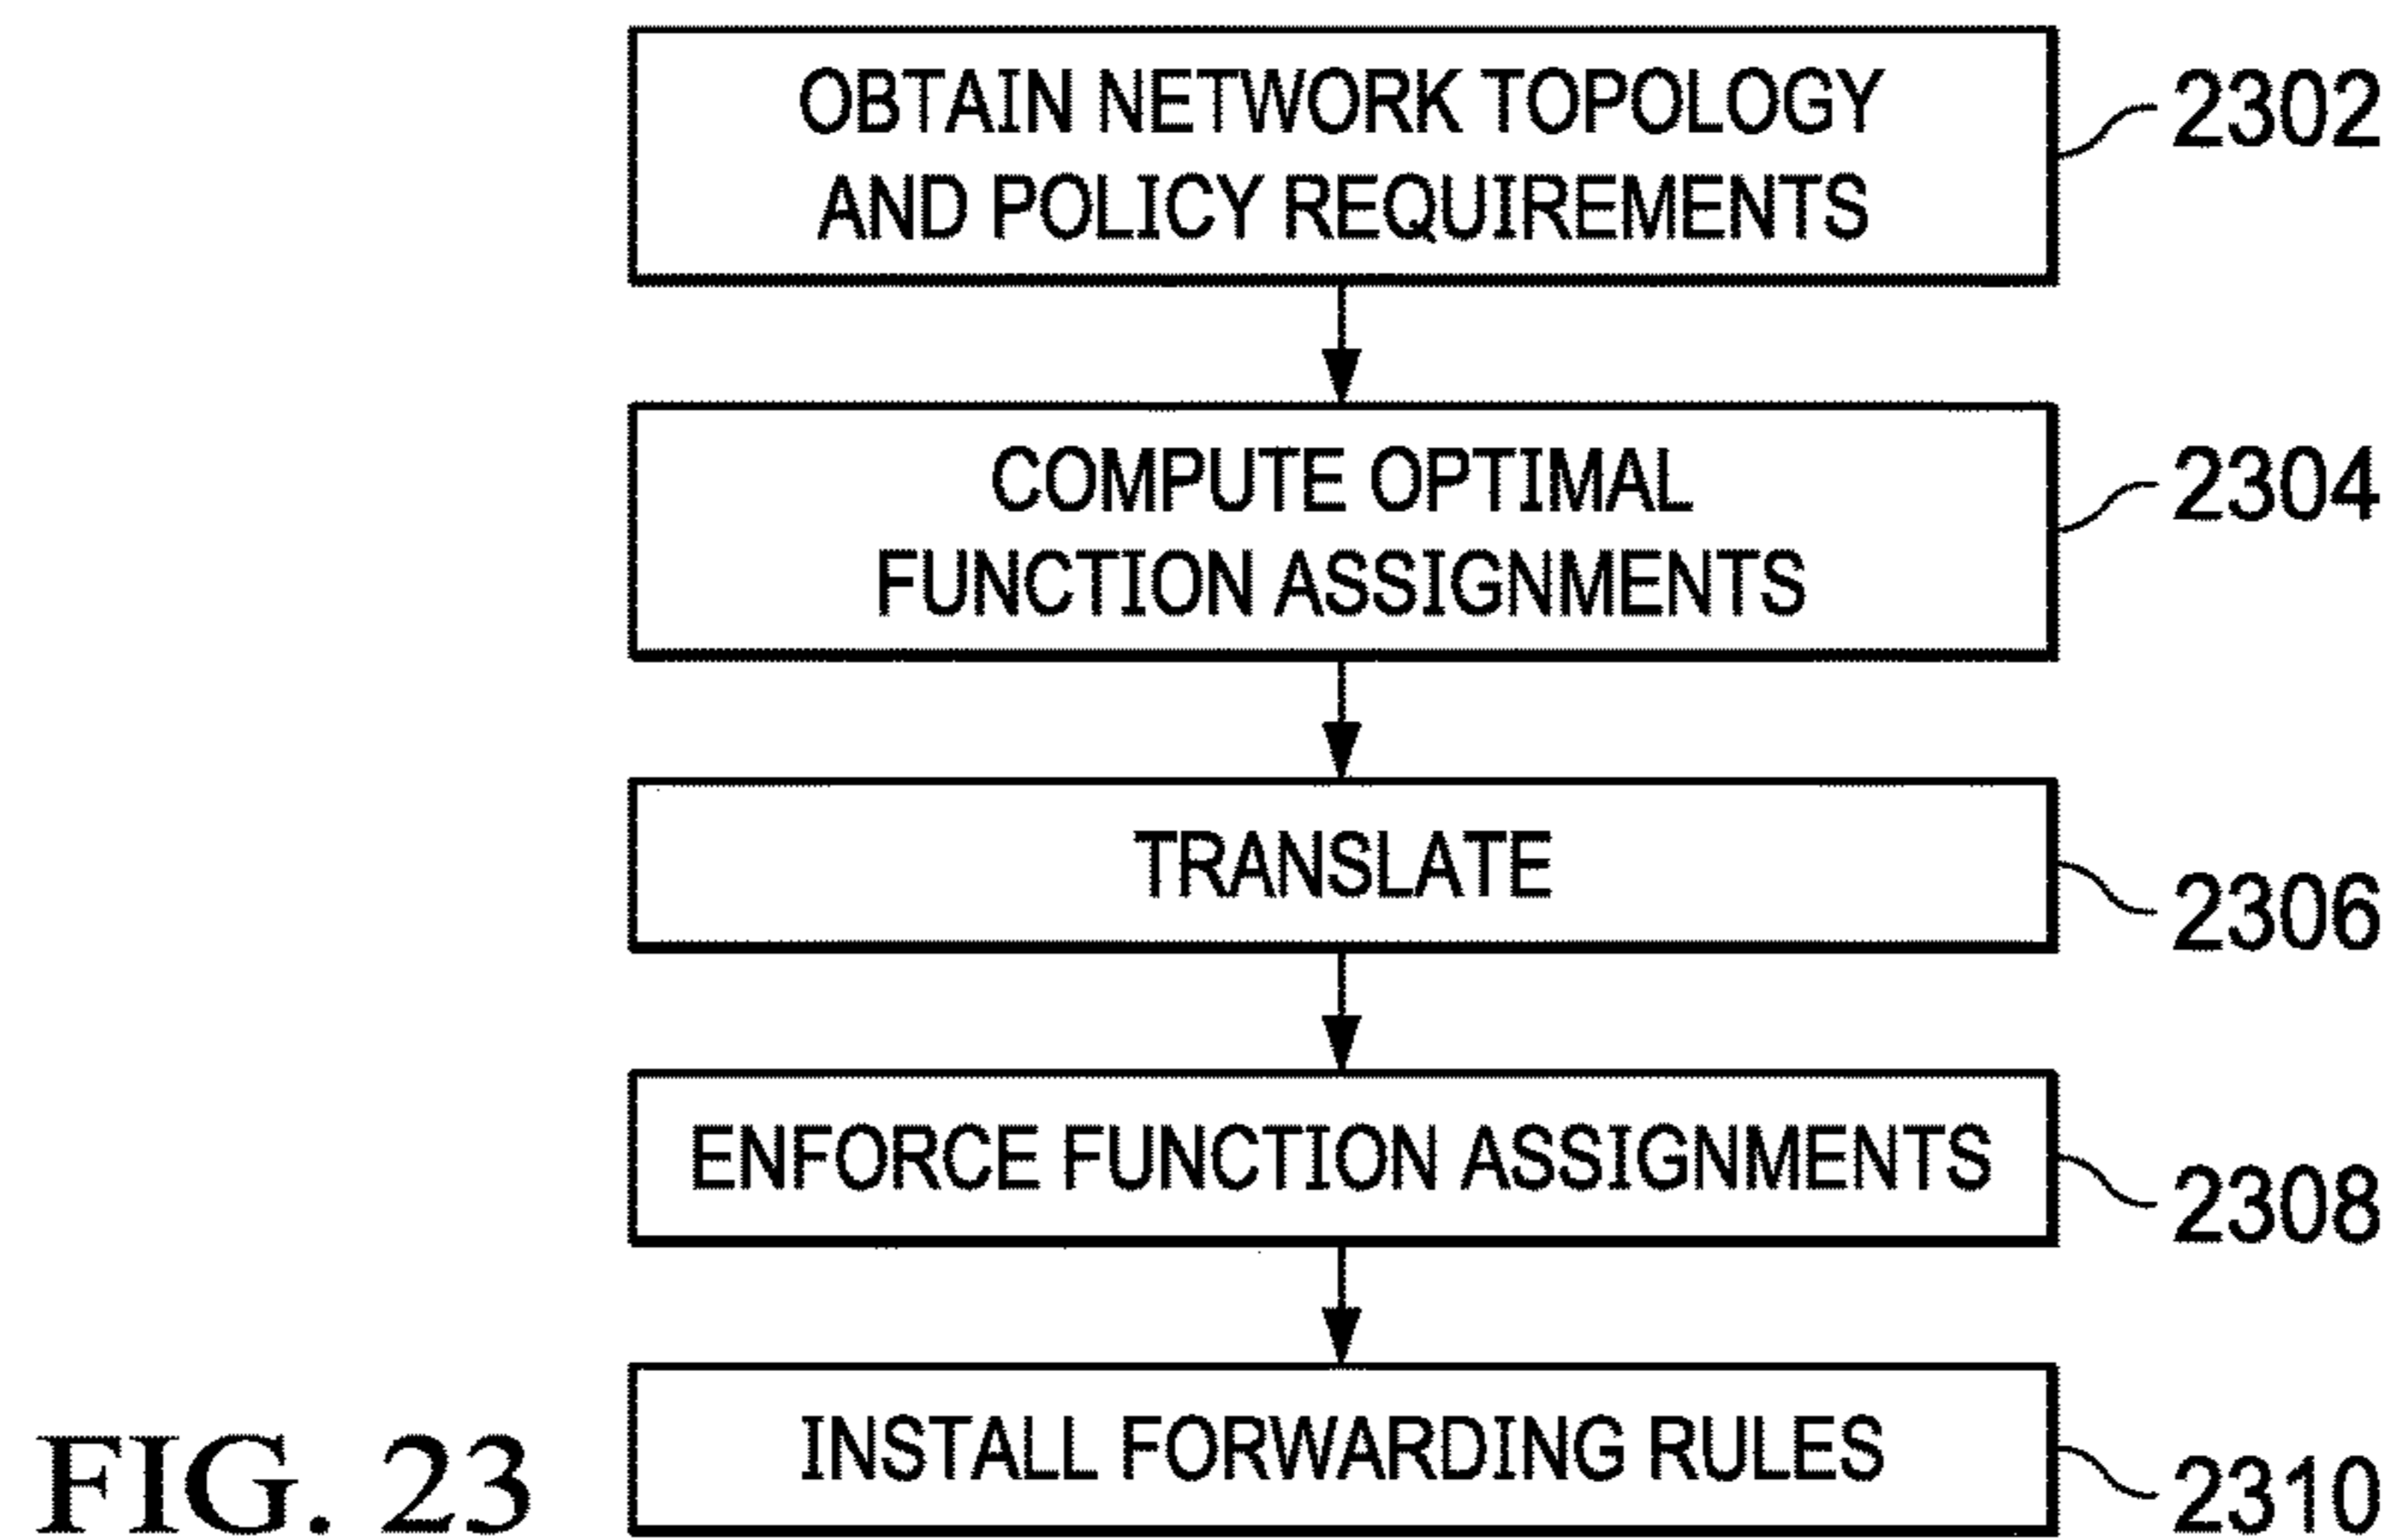 OBTAIN NETWORK TOPOLOGY
AND POLICY REQUIREMENTS
2302
COMPUTE OPTIMAL
FUNCTION ASSIGNMENTS
2304
TRANSLATE
2306
ENFORCE FUNCTION ASSIGNMENTS
2308
INSTALL FORWARDING RULES
2310
FIG. 23